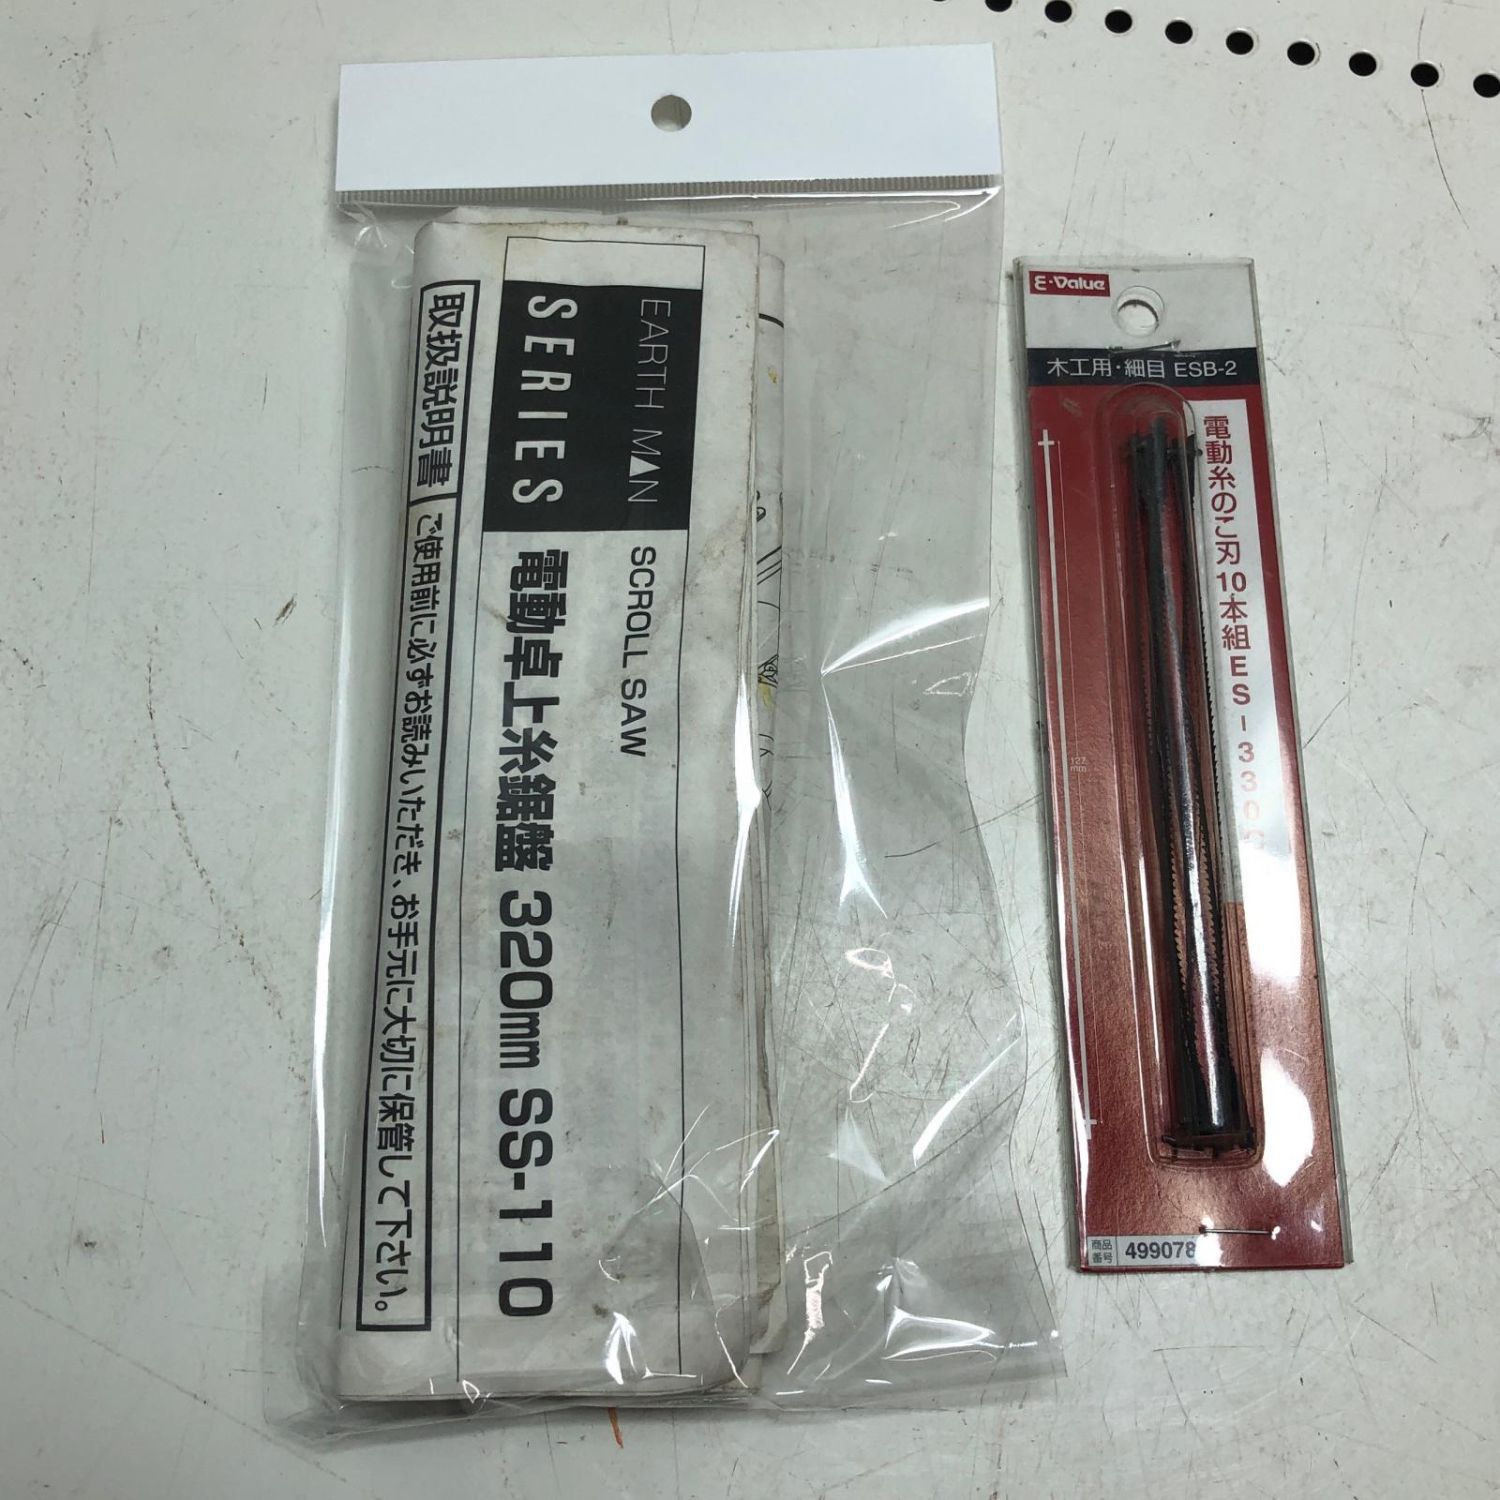 EARTH MAN
SERIES
SCROLL SAW
電動卓上糸鋸盤 320mm SS-110
取扱説明書
ご使用前に必ずお読みいただき、お手元に大切に保管して下さい。
E-Value
木工用・細目 ESB-2
電動糸のこ刃10本組ES-330
127
mm
商品
番号
499078